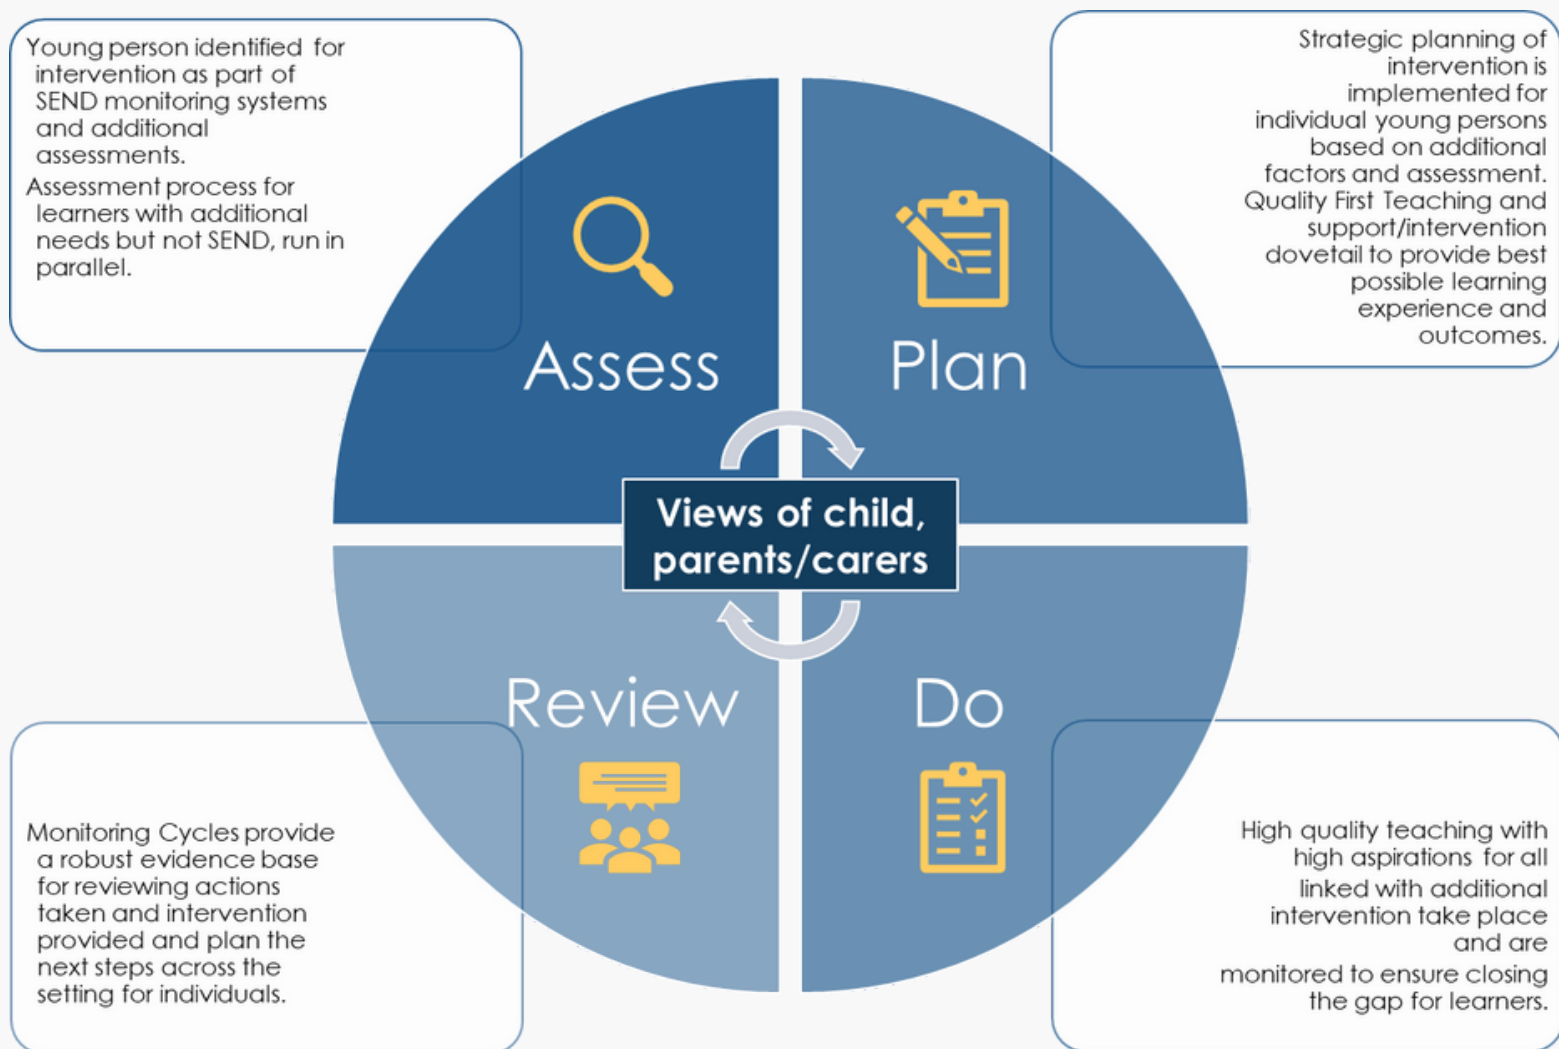 Young person identified for
intervention as part of
SEND monitoring systems
and additional
assessments.
Assessment process for
learners with additional
needs but not SEND, run in
parallel.
Assess
Strategic planning of
intervention is
implemented for
individual young persons
based on additional
factors and assessment.
Quality First Teaching and
support/intervention
dovetail to provide best
possible learning
experience and
outcomes.
Plan
Views of child,
parents/carers
Review
Monitoring Cycles provide
a robust evidence base
for reviewing actions
taken and intervention
provided and plan the
next steps across the
setting for individuals.
Do
High quality teaching with
high aspirations for all
linked with additional
intervention take place
and are
monitored to ensure closing
the gap for learners.